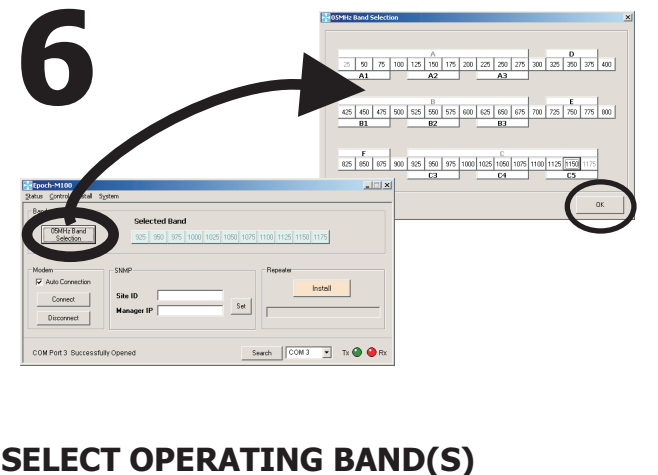 6
05MHz Band Selection
A D
25 50 75 100 125 150 175 200 225 250 275 300 325 350 375 400
A1 A2 A3
B E
425 450 475 500 525 550 575 600 625 650 675 700 725 750 775 800
B1 B2 B3
F C
825 850 875 900 925 950 975 1000 1025 1050 1075 1100 1125 1150 1175
C3 C4 C5
OK
Epoch-M100
Status Control Install System
Band
05MHz Band
Selection
Selected Band
925 950 975 1000 1025 1050 1075 1100 1125 1150 1175
Modem
Auto Connection
Connect
Disconnect
SNMP
Site ID
Manager IP
Set
Repeater
Install
COM Port 3 Successfully Opened
Search
COM 3
Tx Rx
SELECT OPERATING BAND(S)